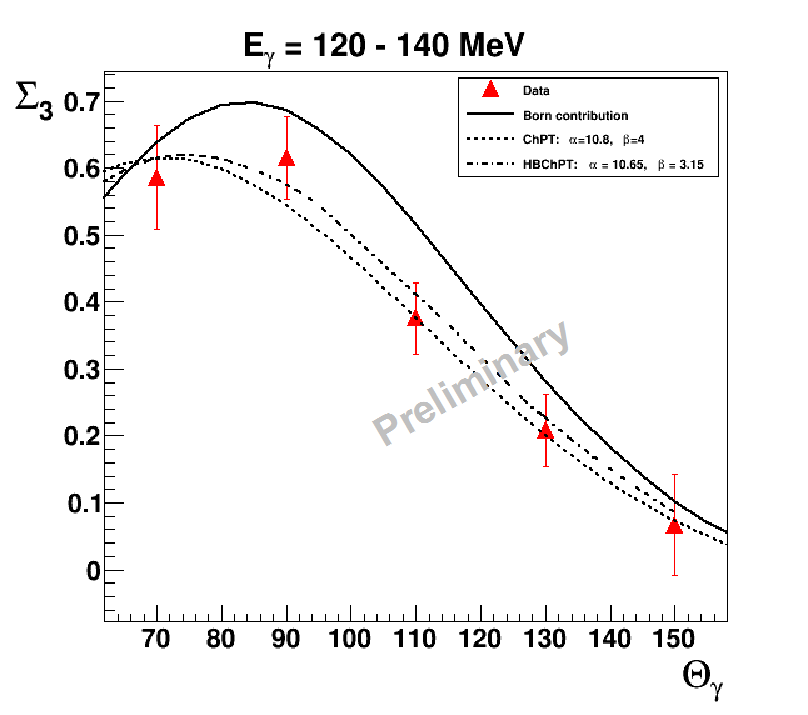 E_γ = 120 - 140 MeV
Σ_3
0.7
0.6
0.5
0.4
0.3
0.2
0.1
0
Data
Born contribution
ChPT: α=10.8, β=4
HBChPT: α = 10.65, β = 3.15
Preliminary
70 80 90 100 110 120 130 140 150
Θ_γ